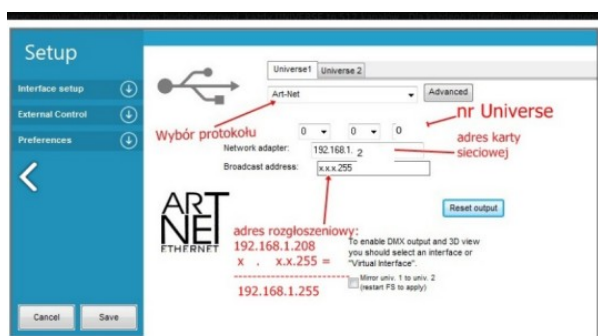 Setup
Interface setup
External Control
Preferences
Cancel
Save
Universe1
Universe 2
Art-Net
Advanced
Wybór protokołu
nr Universe
0 0 0
adres karty
sieciowej
Network adapter: 192.168.1. 2
Broadcast address: x.x.x.255
ART
NET
ETHERNET
Reset output
adres rozgłoszeniowy:
192.168.1.208
x . x.x.255 =
--------------------
192.168.1.255
To enable DMX output and 3D view
you should select an interface or
"Virtual Interface".
Mirror univ. 1 to univ. 2
(restart FS to apply)